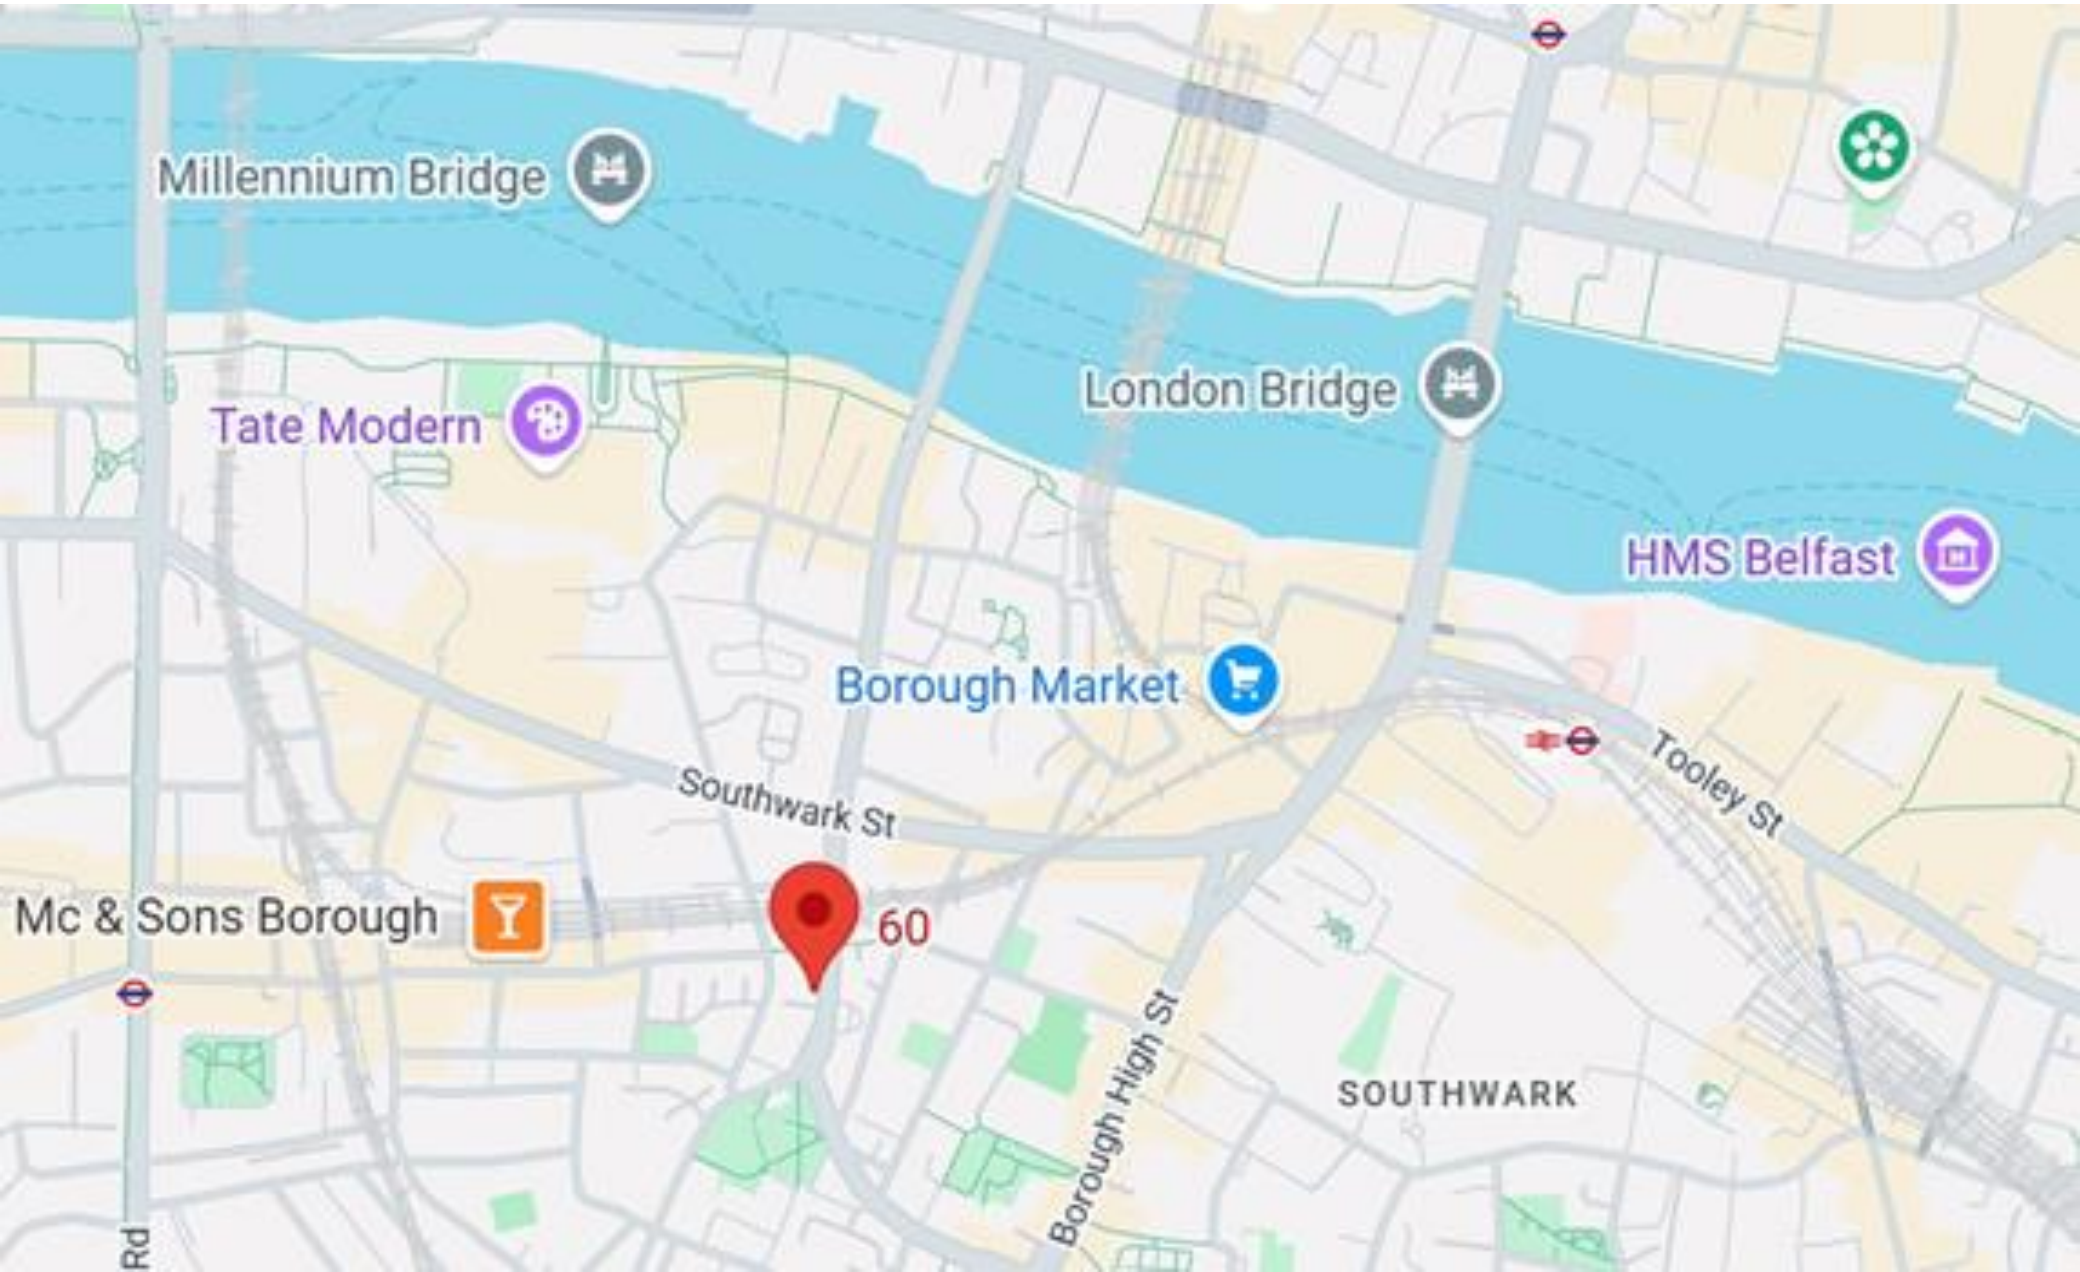 Millennium Bridge
London Bridge
Tate Modern
HMS Belfast
Borough Market
Tooley St
Southwark St
Mc & Sons Borough
60
Borough High St
SOUTHWARK
Rd